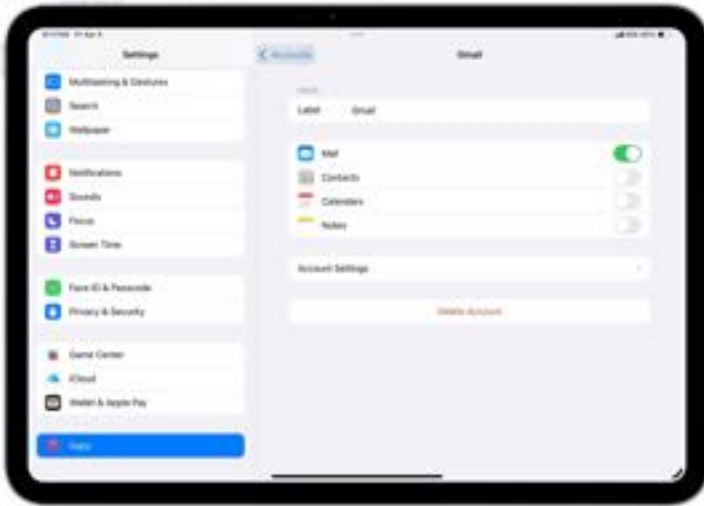 Settings
Gmail
Multitasking & Gestures
Search
Wallpaper
Label Gmail
Mail
Contacts
Calendars
Notes
Notifications
Sounds
Focus
Screen Time
Account Settings
Face ID & Passcode
Privacy & Security
Delete Account
Game Center
iCloud
Wallet & Apple Pay